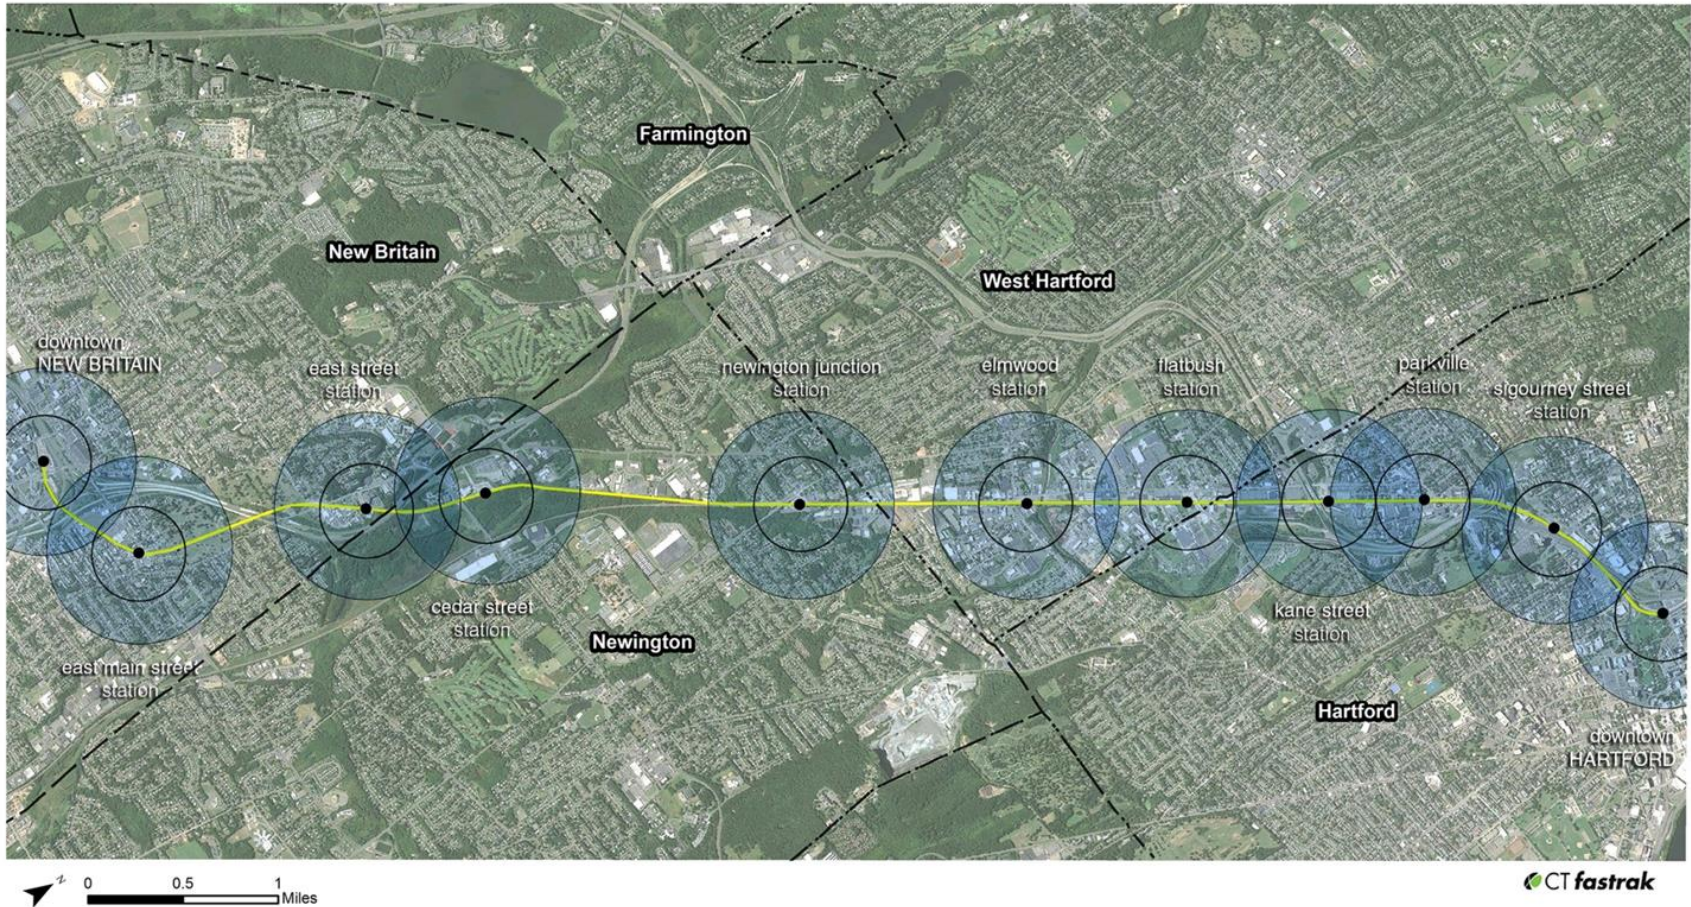 Farmington
New Britain
West Hartford
downtown
NEW BRITAIN
east street
station
newington junction
station
elmwood
station
flatbush
station
parkville
station
sigourney street
station
cedar street
station
kane street
station
Newington
east main street
station
Hartford
downtown
HARTFORD
N
0 0.5 1
Miles
CT fastrak